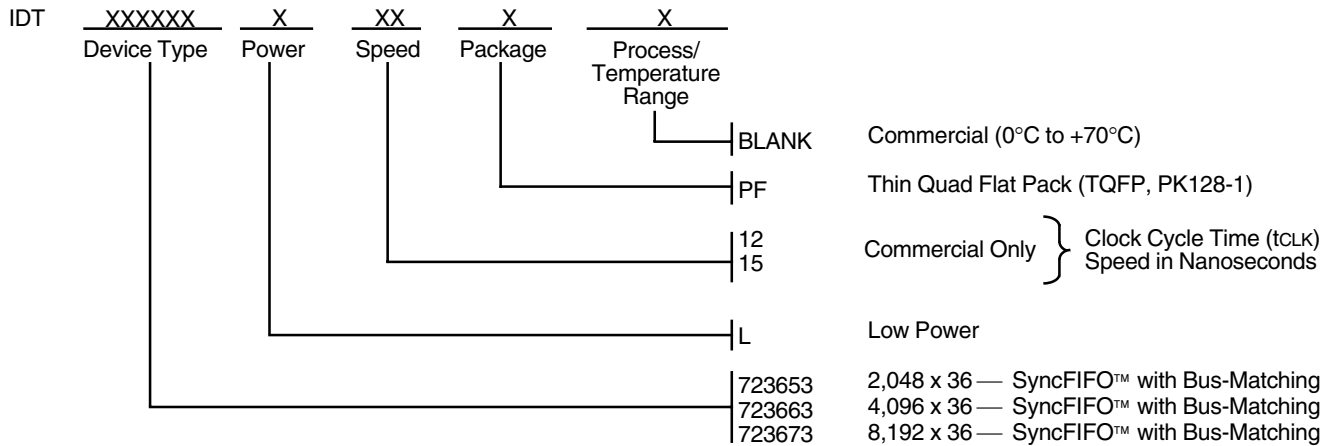 IDT XXXXXX X XX X X
Device Type Power Speed Package Process/
Temperature
Range
BLANK Commercial (0°C to +70°C)
PF Thin Quad Flat Pack (TQFP, PK128-1)
12
15
Commercial Only } Clock Cycle Time (tCLK)
Speed in Nanoseconds
L Low Power
723653 2,048 x 36 — SyncFIFO™ with Bus-Matching
723663 4,096 x 36 — SyncFIFO™ with Bus-Matching
723673 8,192 x 36 — SyncFIFO™ with Bus-Matching